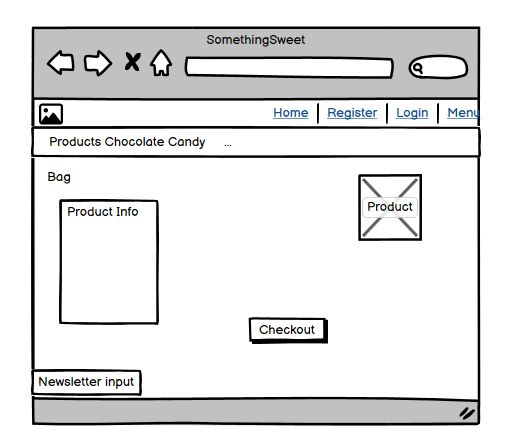 SomethingSweet
Home Register Login Menu
Products Chocolate Candy ...
Bag
Product Info
Product
Checkout
Newsletter input